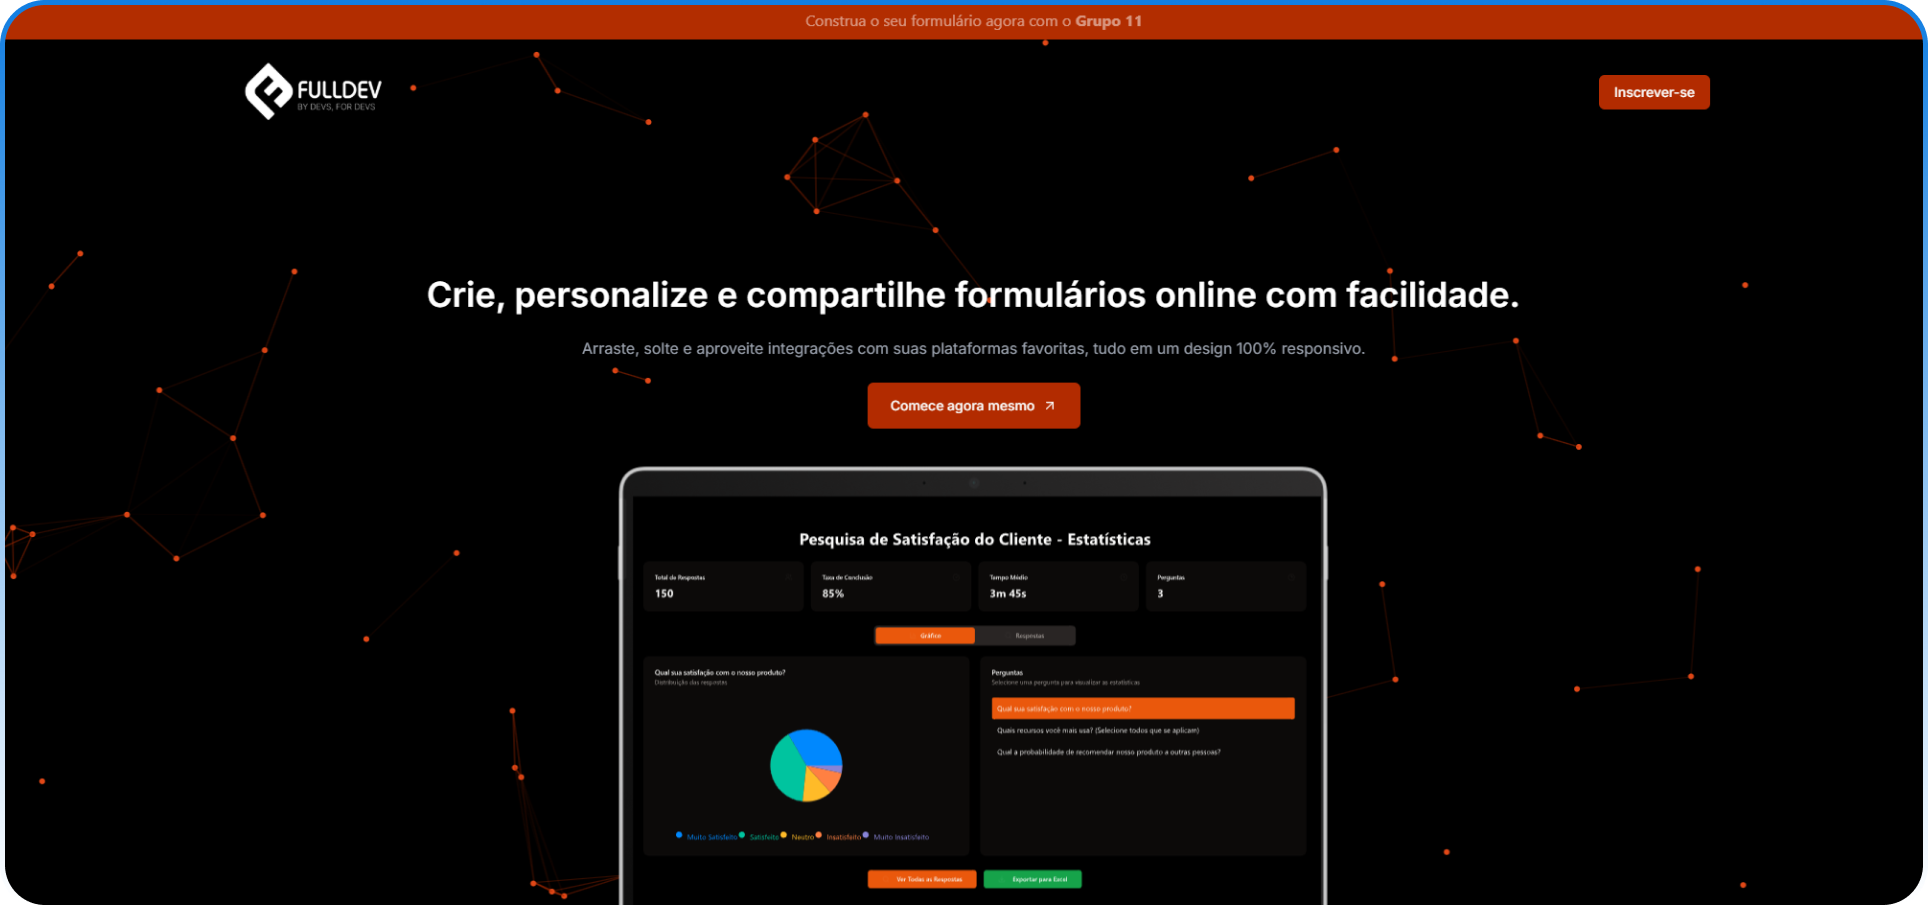 Construa o seu formulário agora com o Grupo 11
FULLDEV
BY DEVS, FOR DEVS
Inscrever-se
Crie, personalize e compartilhe formulários online com facilidade.
Arraste, solte e aproveite integrações com suas plataformas favoritas, tudo em um design 100% responsivo.
Comece agora mesmo
Pesquisa de Satisfação do Cliente - Estatísticas
Total de Respostas
150
Taxa de Conclusão
85%
Tempo Médio
3m 45s
Perguntas
3
Gráfico
Respostas
Qual sua satisfação com o nosso produto?
Distribuição das respostas
Muito Satisfeito Satisfeito Neutro Insatisfeito Muito Insatisfeito
Perguntas
Selecione uma pergunta para visualizar as estatísticas
Qual sua satisfação com o nosso produto?
Quais recursos você mais usa? (Selecione todos que se aplicam)
Qual a probabilidade de recomendar nosso produto a outras pessoas?
Ver Todas as Respostas
Exportar para Excel